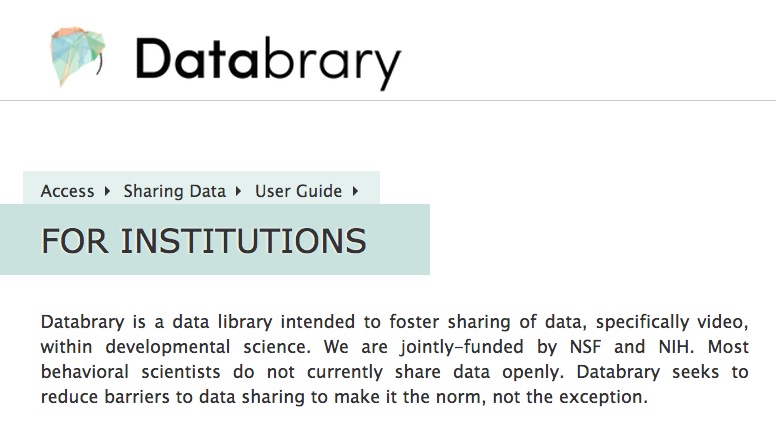 Databrary
Access Sharing Data User Guide
FOR INSTITUTIONS
Databrary is a data library intended to foster sharing of data, specifically video,
within developmental science. We are jointly-funded by NSF and NIH. Most
behavioral scientists do not currently share data openly. Databrary seeks to
reduce barriers to data sharing to make it the norm, not the exception.